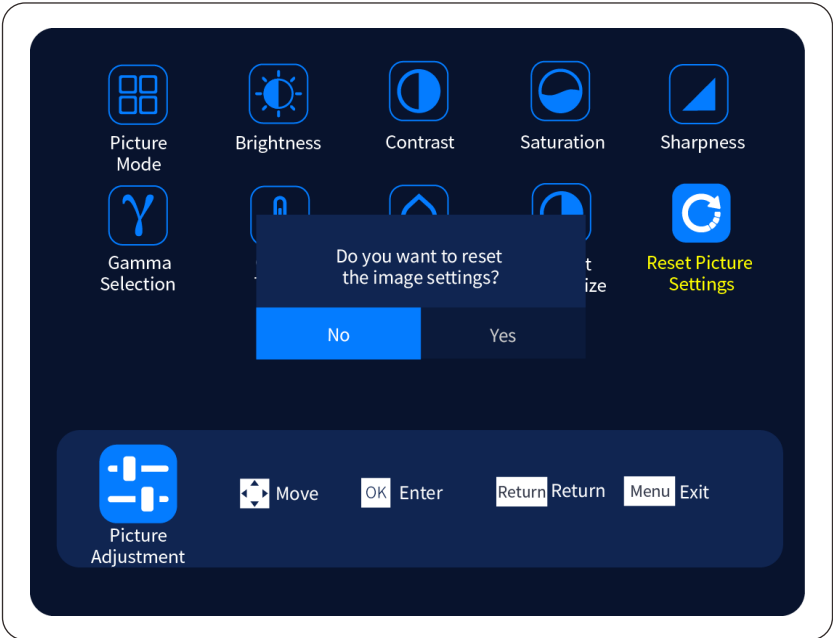 Picture
Mode
Brightness
Contrast
Saturation
Sharpness
γ
Gamma
Selection
Do you want to reset
the image settings?
No
Yes
Reset Picture
Settings
Picture
Adjustment
Move
OK Enter
Return Return
Menu Exit